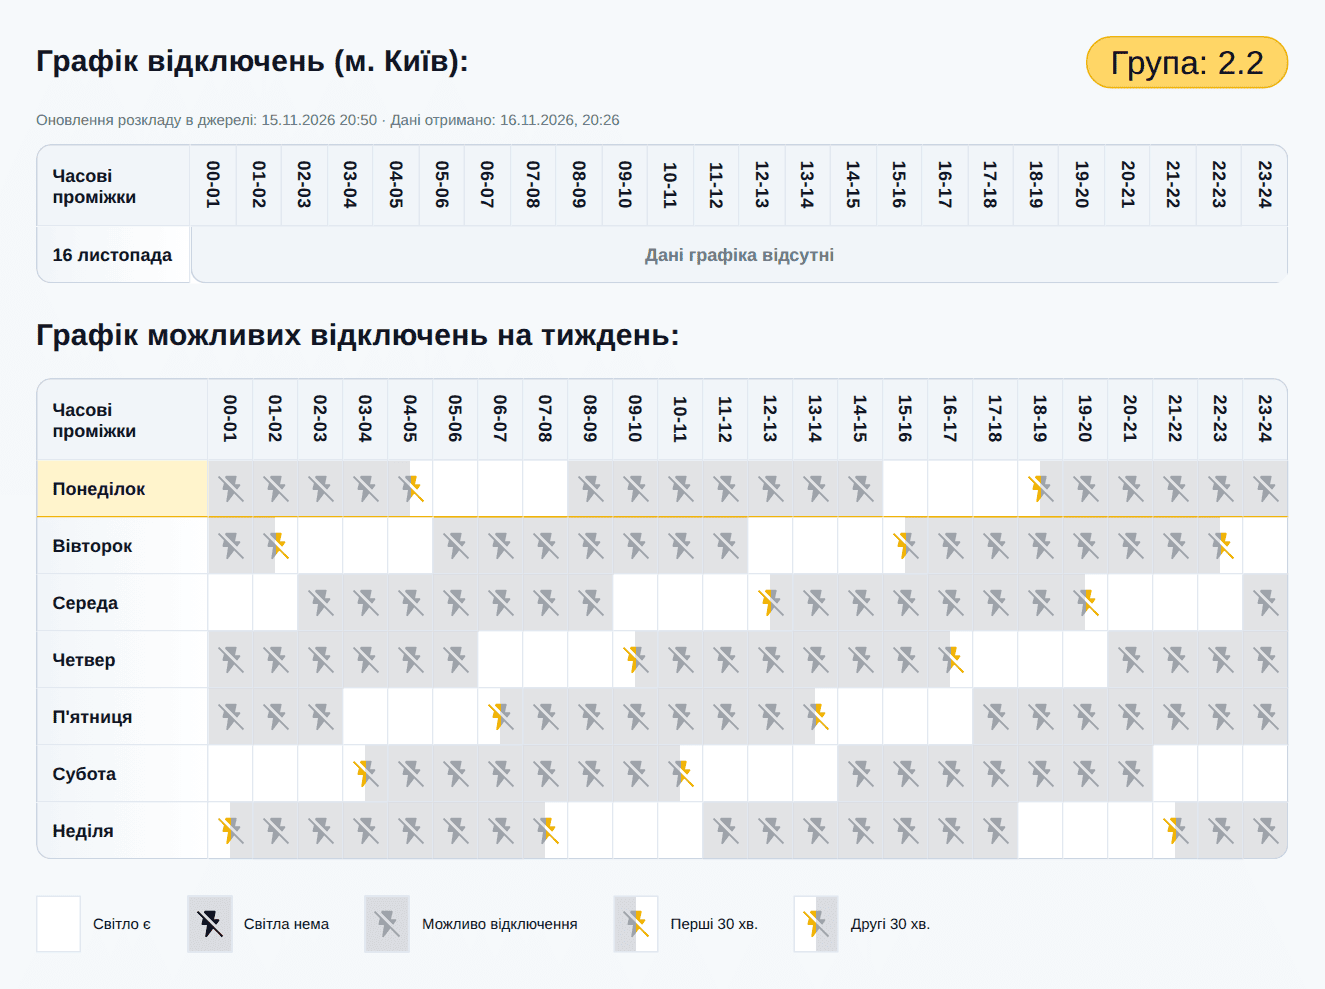 Графік відключень (м. Київ):
Група: 2.2
Оновлення розкладу в джерелі: 15.11.2026 20:50 · Дані отримано: 16.11.2026, 20:26
Часові
проміжки
00-01 01-02 02-03 03-04 04-05 05-06 06-07 07-08 08-09 09-10 10-11 11-12 12-13 13-14 14-15 15-16 16-17 17-18 18-19 19-20 20-21 21-22 22-23 23-24
16 листопада
Дані графіка відсутні
Графік можливих відключень на тиждень:
Часові
проміжки
00-01 01-02 02-03 03-04 04-05 05-06 06-07 07-08 08-09 09-10 10-11 11-12 12-13 13-14 14-15 15-16 16-17 17-18 18-19 19-20 20-21 21-22 22-23 23-24
Понеділок
Вівторок
Середа
Четвер
П'ятниця
Субота
Неділя
Світло є
Світла нема
Можливо відключення
Перші 30 хв.
Другі 30 хв.